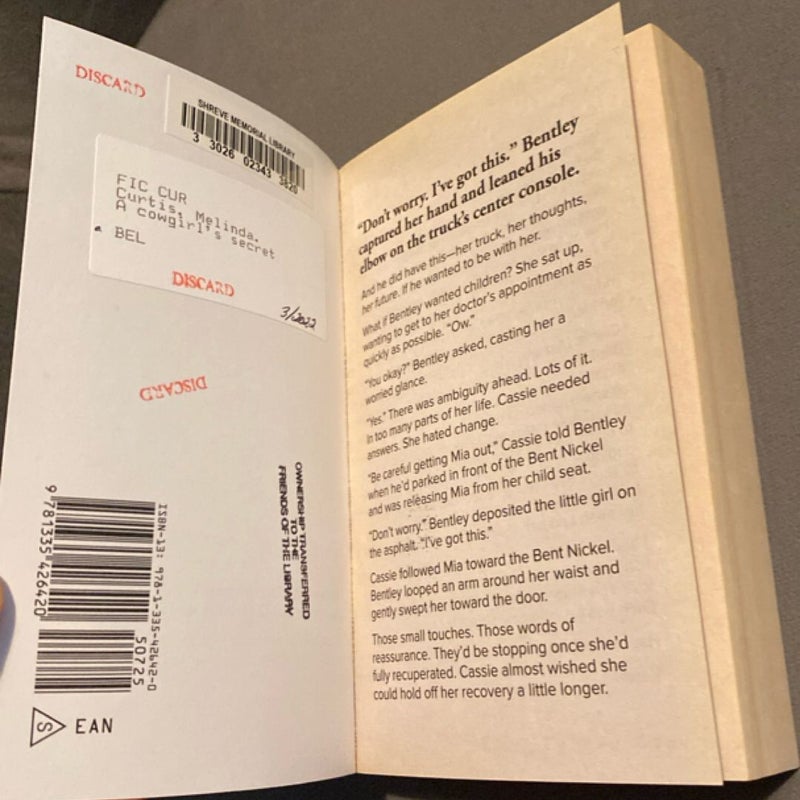 DISCARD
SHREVE MEMORIAL LIBRARY
3 3026 02343 3820
FIC CUR
Curtis, Melinda.
A cowgirl's secret
BEL
DISCARD
3/2022
DISCARD
OWNERSHIP TRANSFERRED
TO THE
FRIENDS OF THE LIBRARY
ISBN-13: 978-1-335-42642-0
9 781335 426420
50725
S EAN
"Don't worry. I've got this." Bentley
captured her hand and leaned his
elbow on the truck's center console.
And he did have this—her truck, her thoughts,
her future. If he wanted to be with her.
What if Bentley wanted children? She sat up,
wanting to get to her doctor's appointment as
quickly as possible. "Ow."
"You okay?" Bentley asked, casting her a
worried glance.
"Yes." There was ambiguity ahead. Lots of it.
In too many parts of her life. Cassie needed
answers. She hated change.
"Be careful getting Mia out," Cassie told Bentley
when he'd parked in front of the Bent Nickel
and was releasing Mia from her child seat.
"Don't worry." Bentley deposited the little girl on
the asphalt. "I've got this."
Cassie followed Mia toward the Bent Nickel.
Bentley looped an arm around her waist and
gently swept her toward the door.
Those small touches. Those words of
reassurance. They'd be stopping once she'd
fully recuperated. Cassie almost wished she
could hold off her recovery a little longer.